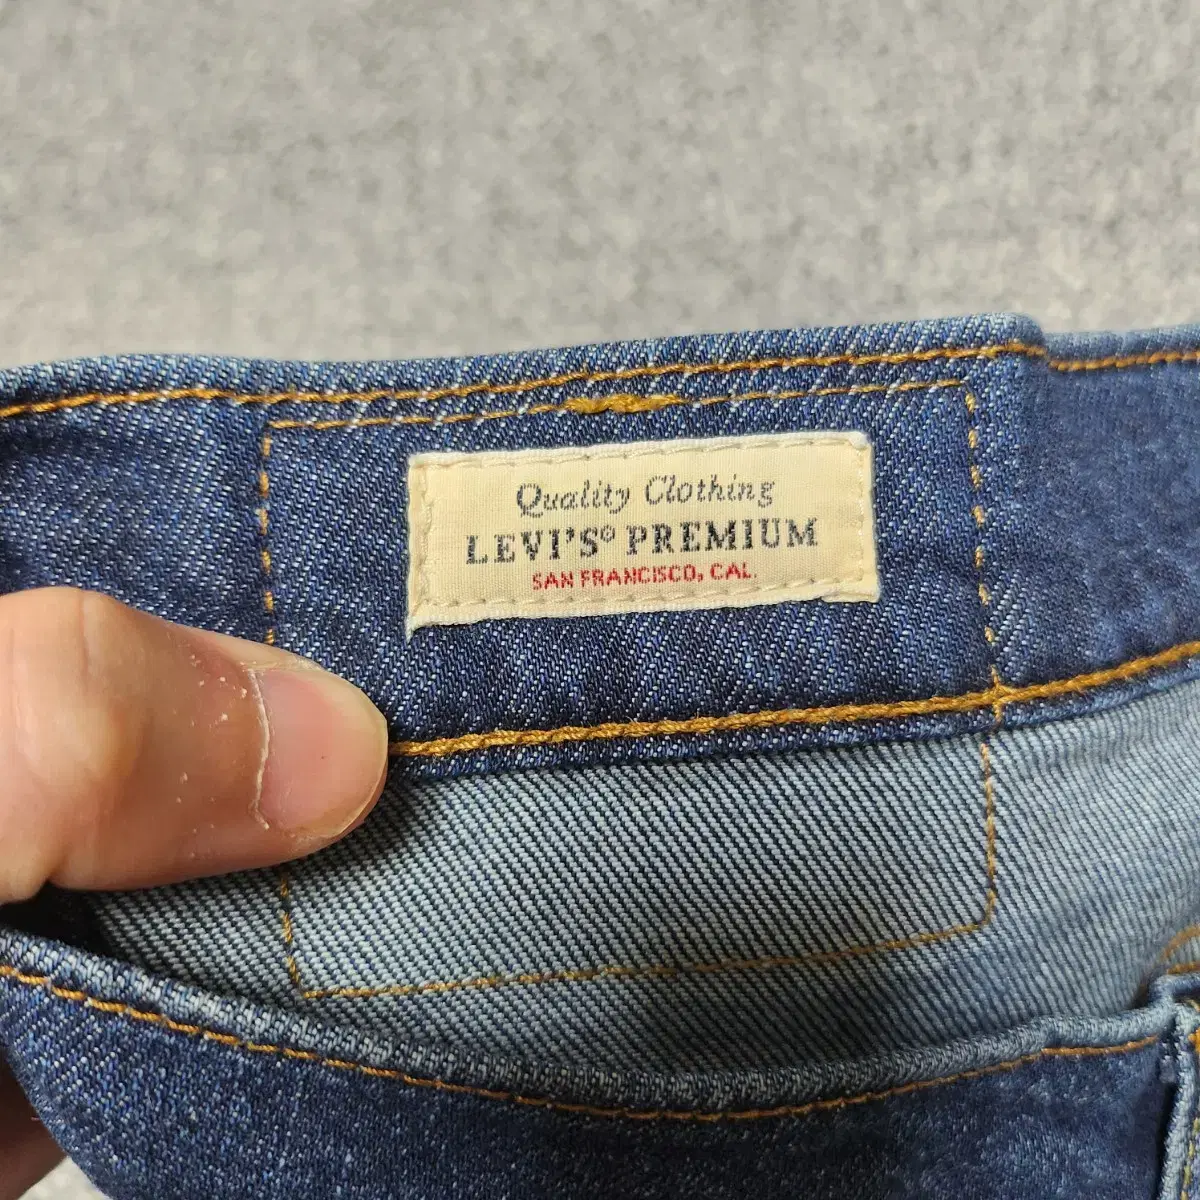 Quality Clothing
LEVI'S® PREMIUM
SAN FRANCISCO, CAL.